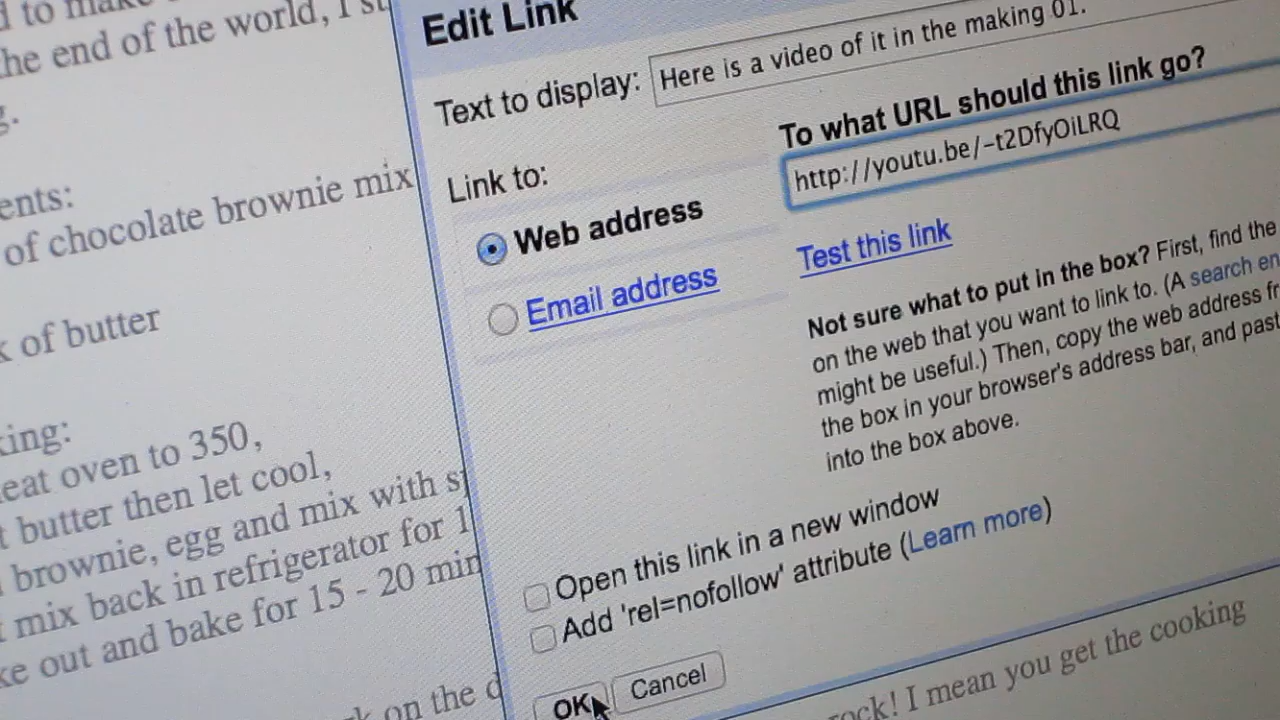 d to make
the end of the world, I st
g.
ents:
of chocolate brownie mix
k of butter
king:
eat oven to 350,
t butter then let cool,
brownie, egg and mix with sp
t mix back in refrigerator for 1
ke out and bake for 15 - 20 min
k on the d
Edit Link
Text to display: Here is a video of it in the making 01.
Link to:
Web address
Email address
To what URL should this link go?
http://youtu.be/-t2DfyOiLRQ
Test this link
Not sure what to put in the box? First, find the
on the web that you want to link to. (A search en
might be useful.) Then, copy the web address fr
the box in your browser's address bar, and past
into the box above.
Open this link in a new window
Add 'rel=nofollow' attribute (Learn more)
OK Cancel
rock! I mean you get the cooking